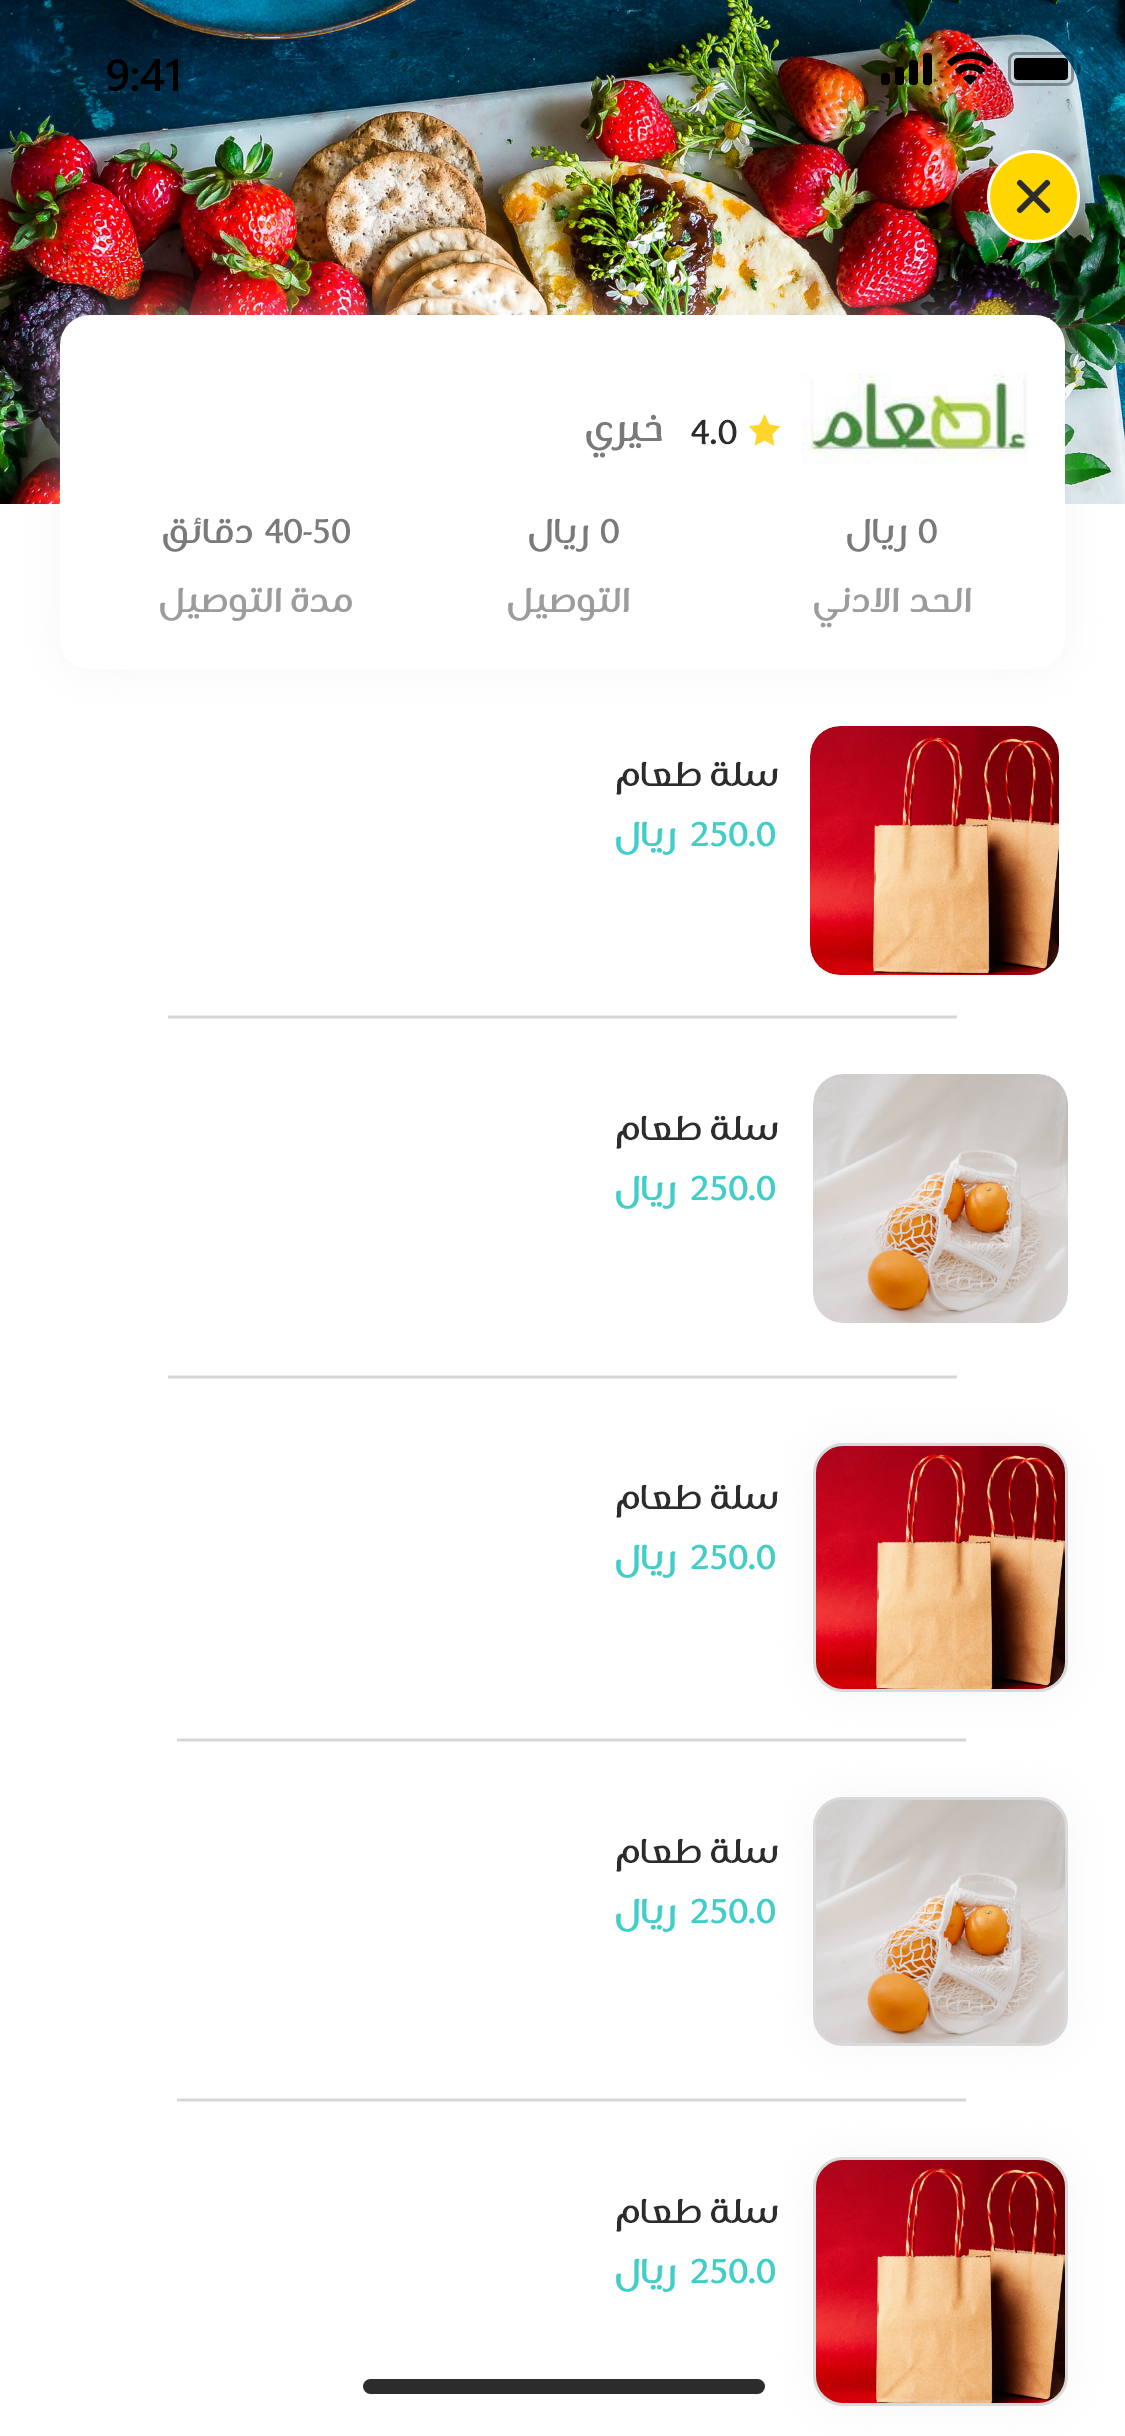 9:41
إطعام
4.0 خيري
0 ريال
0 ريال
40-50 دقائق
الحد الادني
التوصيل
مدة التوصيل
سلة طعام
250.0 ريال
سلة طعام
250.0 ريال
سلة طعام
250.0 ريال
سلة طعام
250.0 ريال
سلة طعام
250.0 ريال